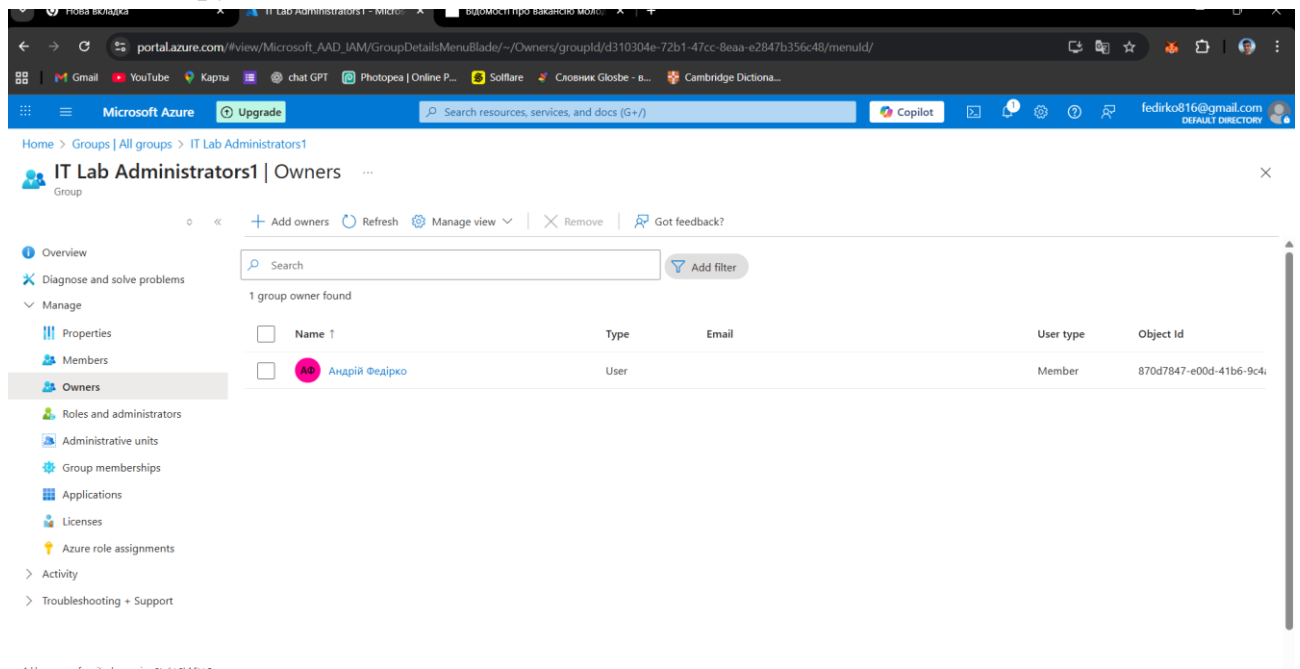 Нова вкладка IT Lab Administrators1 - Micros Відомості про вакансію молод
portal.azure.com/#view/Microsoft_AAD_IAM/GroupDetailsMenuBlade/~/Owners/groupId/d310304e-72b1-47cc-8eaa-e2847b356c48/menuId/
Gmail YouTube Карты chat GPT Photopea | Online P... Solflare Словник Glosbe - в... Cambridge Dictiona...
Microsoft Azure Upgrade Search resources, services, and docs (G+/) Copilot 1 fedirko816@gmail.com
DEFAULT DIRECTORY
Home > Groups | All groups > IT Lab Administrators1
IT Lab Administrators1 | Owners ...
Group
+ Add owners Refresh Manage view Remove Got feedback?
Overview
Diagnose and solve problems
Manage
Properties
Members
Owners
Roles and administrators
Administrative units
Group memberships
Applications
Licenses
Azure role assignments
Activity
Troubleshooting + Support
Search Add filter
1 group owner found
Name ↑ Type Email User type Object Id
АФ Андрій Федірко User Member 870d7847-e00d-41b6-9c4